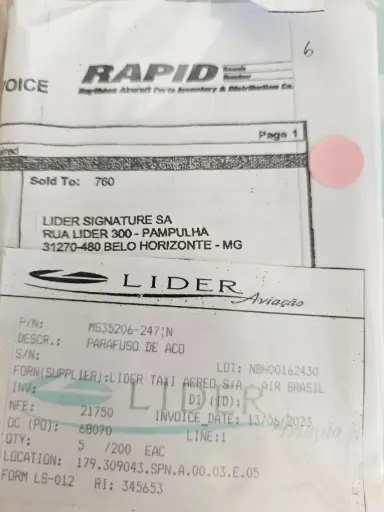 6
OICE
RAPID
Raytheon Aircraft Parts Inventory & Distribution Co.
Page 1
Sold To: 760
LIDER SIGNATURE SA
RUA LIDER 300 - PAMPULHA
31270-480 BELO HORIZONTE - MG
LIDER
Aviação
P/N: MS35206-247:N
DESCR.: PARAFUSO DE ACO
S/N: LOT: NBH00162430
FORN(SUPPLIER):LIDER TAXI AEREO S/A - AIR BRASIL
INV: DI (ID):
NFE: 21750 INVOICE DATE: 13/06/2023
OC (PO): 68070 LINE:1
QTY: 5 /200 EAC
LOCATION: 179.309043.SPN.A.00.03.E.05
FORM LS-012 RI: 345653
LIDER
Aviação